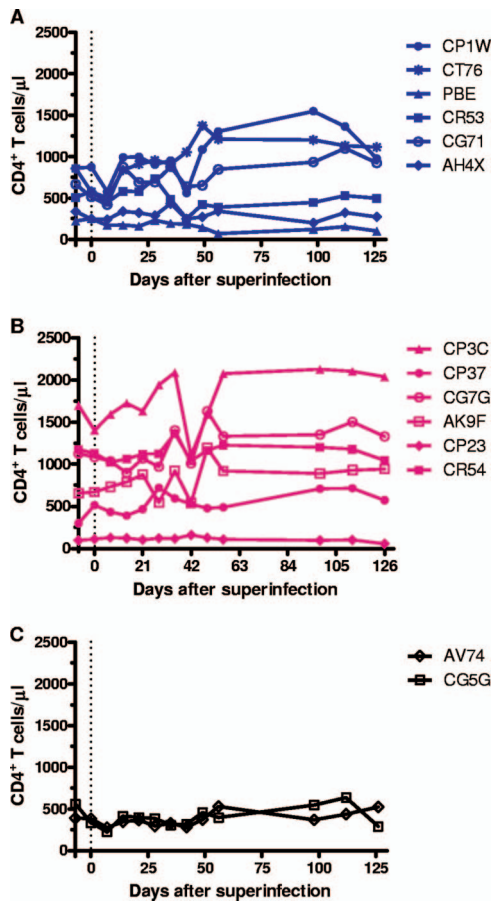 A
CD4+ T cells/µl
2500
2000
1500
1000
500
0
0 25 50 75 100 125
Days after superinfection
CP1W
CT76
PBE
CR53
CG71
AH4X
B
CD4+ T cells/µl
2500
2000
1500
1000
500
0
0 21 42 63 84 105 126
Days after superinfection
CP3C
CP37
CG7G
AK9F
CP23
CR54
C
CD4+ T cells/µl
2500
2000
1500
1000
500
0
0 25 50 75 100 125
Days after superinfection
AV74
CG5G